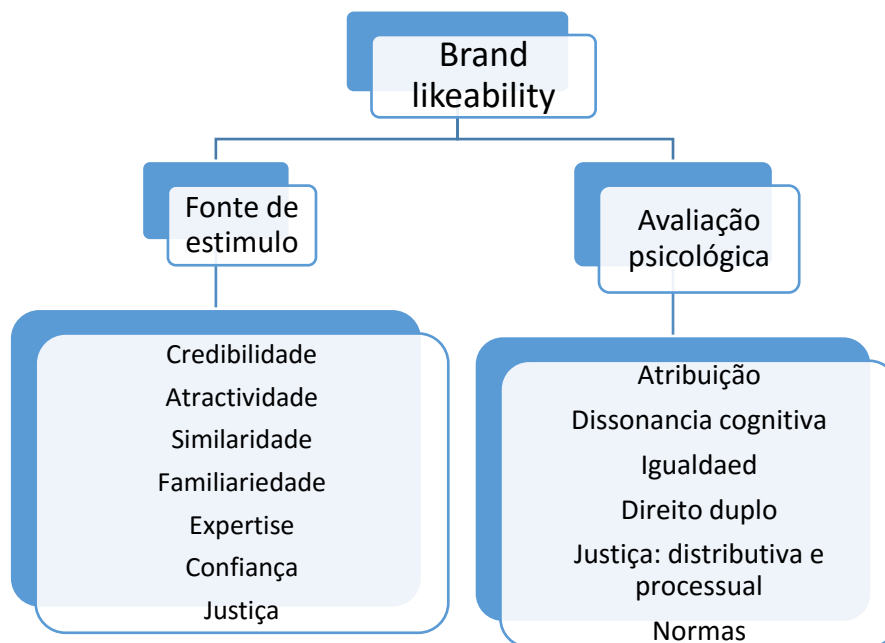 Brand
likeability
Fonte de
estimulo
Avaliação
psicológica
Credibilidade
Atractividade
Similaridade
Familiariedade
Expertise
Confiança
Justiça
Atribuição
Dissonancia cognitiva
Igualdaed
Direito duplo
Justiça: distributiva e
processual
Normas